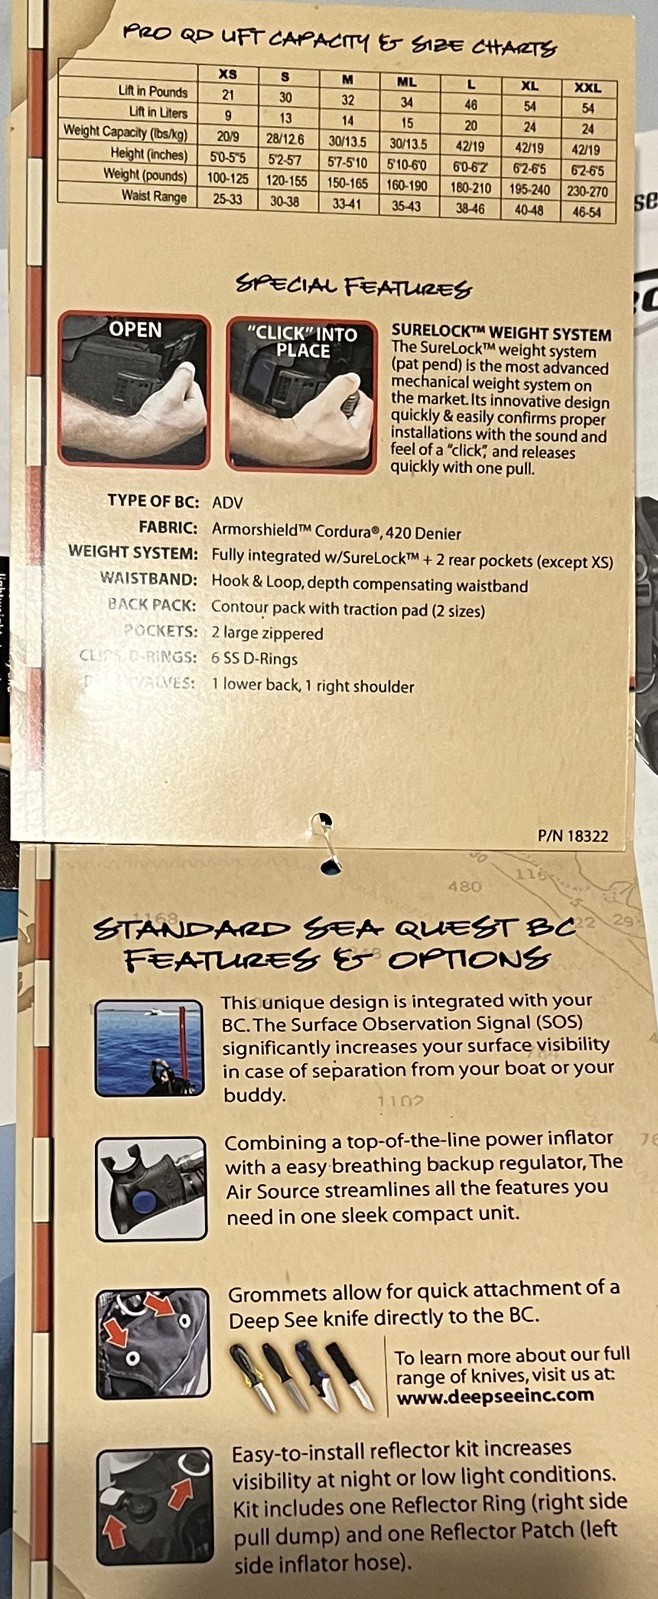 PRO QD LIFT CAPACITY & SIZE CHARTS
XS S M ML L XL XXL
Lift in Pounds 21 30 32 34 46 54 54
Lift in Liters 9 13 14 15 20 24 24
Weight Capacity (lbs/kg) 20/9 28/12.6 30/13.5 30/13.5 42/19 42/19 42/19
Height (inches) 5'0-5"5 5'2-5'7 5'7-5'10 5'10-6'0 6'0-6'2" 6'2-6'5 6'2-6'5
Weight (pounds) 100-125 120-155 150-165 160-190 180-210 195-240 230-270
Waist Range 25-33 30-38 33-41 35-43 38-46 40-48 46-54
SPECIAL FEATURES
OPEN
"CLICK" INTO
PLACE
SURELOCK™ WEIGHT SYSTEM
The SureLock™ weight system
(pat pend) is the most advanced
mechanical weight system on
the market. Its innovative design
quickly & easily confirms proper
installations with the sound and
feel of a "click", and releases
quickly with one pull.
TYPE OF BC: ADV
FABRIC: Armorshield™ Cordura®, 420 Denier
WEIGHT SYSTEM: Fully integrated w/SureLock™ + 2 rear pockets (except XS)
WAISTBAND: Hook & Loop, depth compensating waistband
BACK PACK: Contour pack with traction pad (2 sizes)
POCKETS: 2 large zippered
CLIPS, D-RINGS: 6 SS D-Rings
VALVES: 1 lower back, 1 right shoulder
P/N 18322
480
STANDARD SEA QUEST BC
FEATURES & OPTIONS
This unique design is integrated with your
BC. The Surface Observation Signal (SOS)
significantly increases your surface visibility
in case of separation from your boat or your
buddy.
1102
Combining a top-of-the-line power inflator
with a easy breathing backup regulator, The
Air Source streamlines all the features you
need in one sleek compact unit.
Grommets allow for quick attachment of a
Deep See knife directly to the BC.
To learn more about our full
range of knives, visit us at:
www.deepseeinc.com
Easy-to-install reflector kit increases
visibility at night or low light conditions.
Kit includes one Reflector Ring (right side
pull dump) and one Reflector Patch (left
side inflator hose).